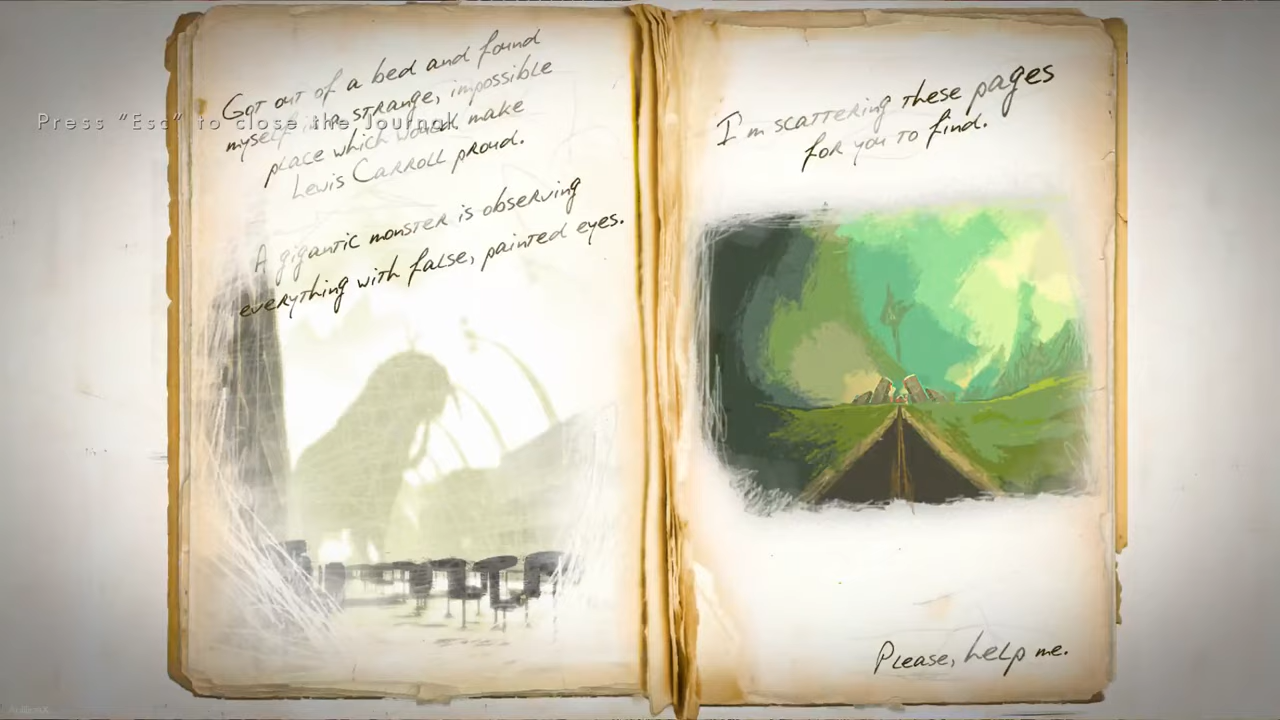 Got out of a bed and found
myself in a strange, impossible
Press "Esc" to close the Journal.
place which would make
Lewis Carroll proud.
A gigantic monster is observing
everything with false, painted eyes.
I'm scattering these pages
for you to find.
Please, help me.